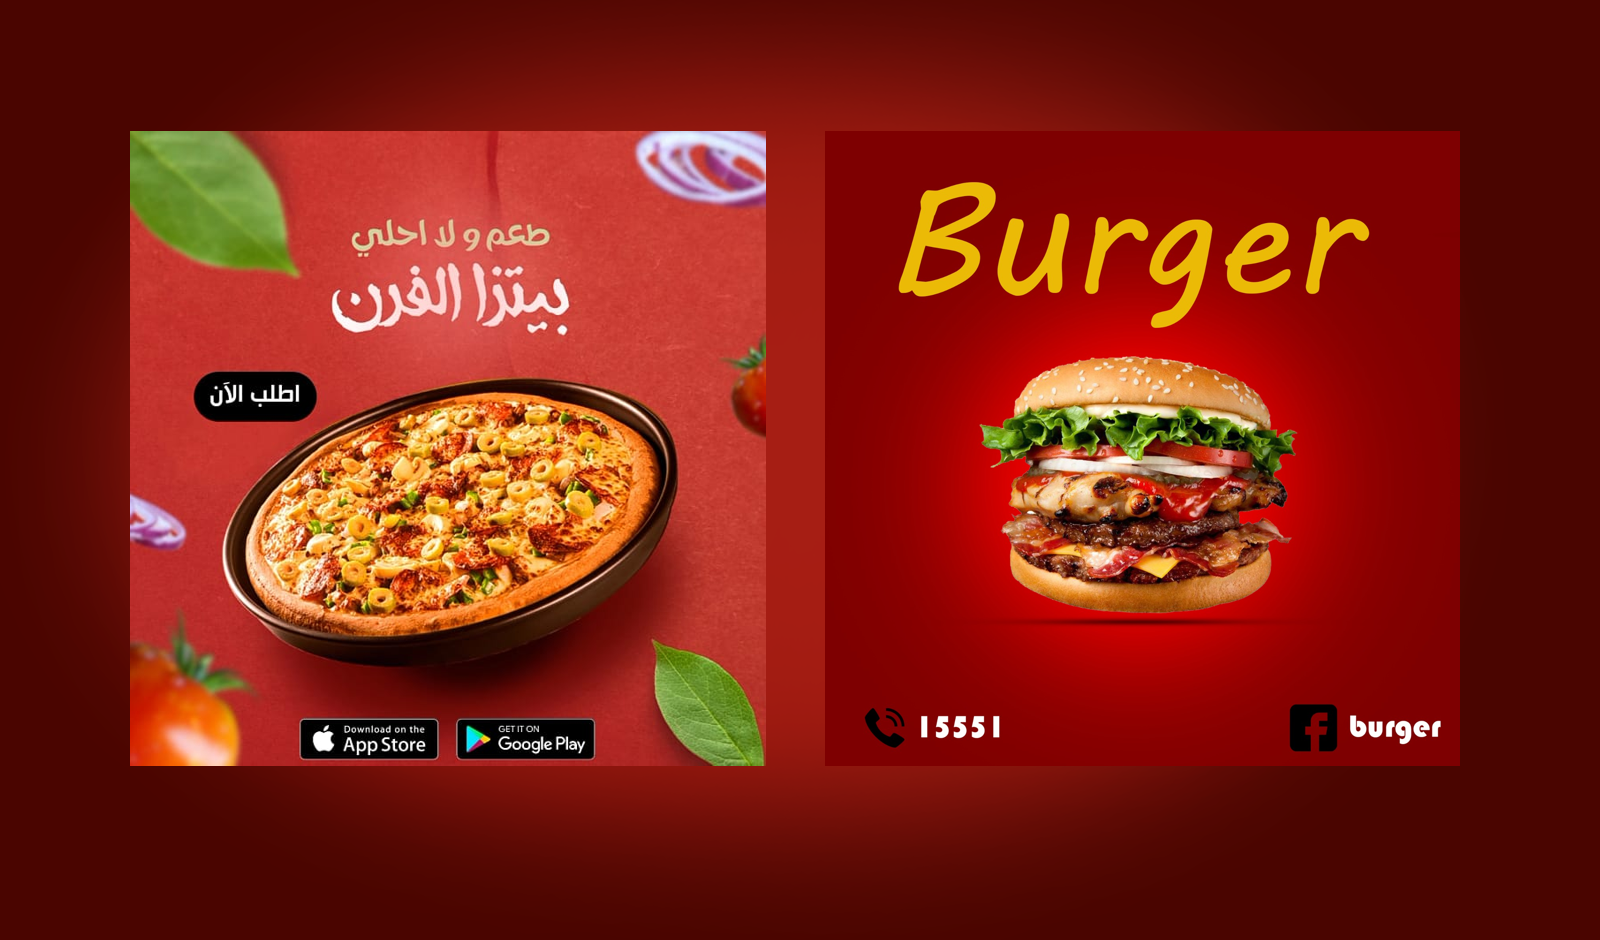 طعم و لا احلي
بيتزا الفرن
اطلب الآن
Download on the
App Store
GET IT ON
Google Play
Burger
15551
burger